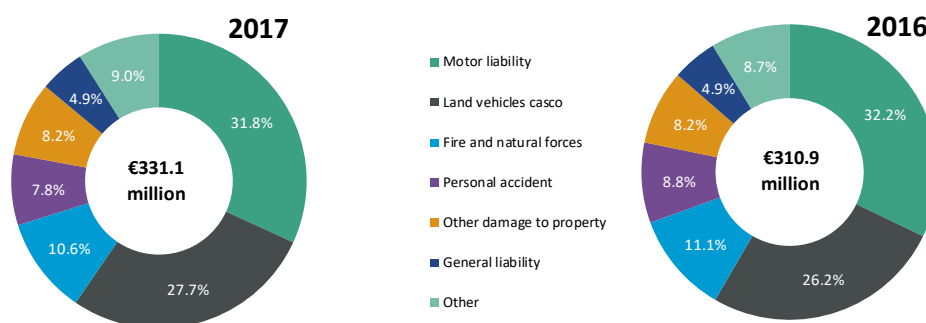 2017
9.0%
4.9%
8.2%
7.8%
10.6%
27.7%
31.8%
€331.1
million
Motor liability
Land vehicles casco
Fire and natural forces
Personal accident
Other damage to property
General liability
Other
2016
8.7%
4.9%
8.2%
8.8%
11.1%
26.2%
32.2%
€310.9
million